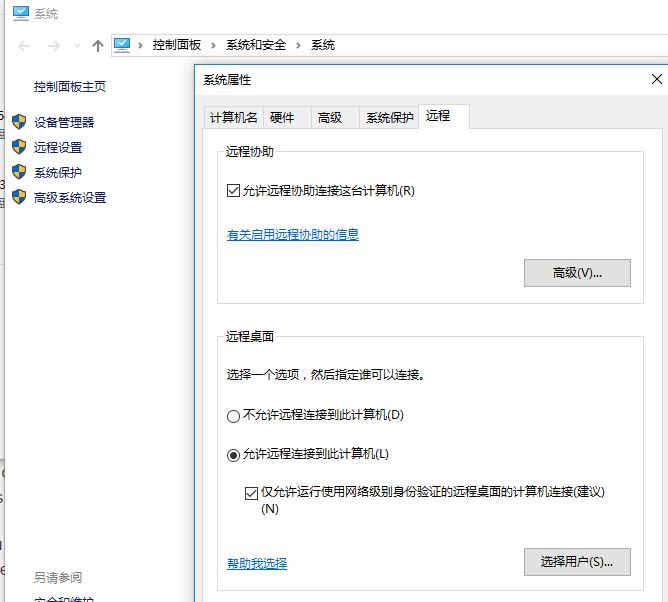 系统
控制面板 > 系统和安全 > 系统
控制面板主页
设备管理器
远程设置
系统保护
高级系统设置
另请参阅
安全和维护
系统属性
计算机名 硬件 高级 系统保护 远程
远程协助
允许远程协助连接这台计算机(R)
有关启用远程协助的信息
高级(V)...
远程桌面
选择一个选项，然后指定谁可以连接。
不允许远程连接到此计算机(D)
允许远程连接到此计算机(L)
仅允许运行使用网络级别身份验证的远程桌面的计算机连接(建议)
(N)
帮助我选择
选择用户(S)...